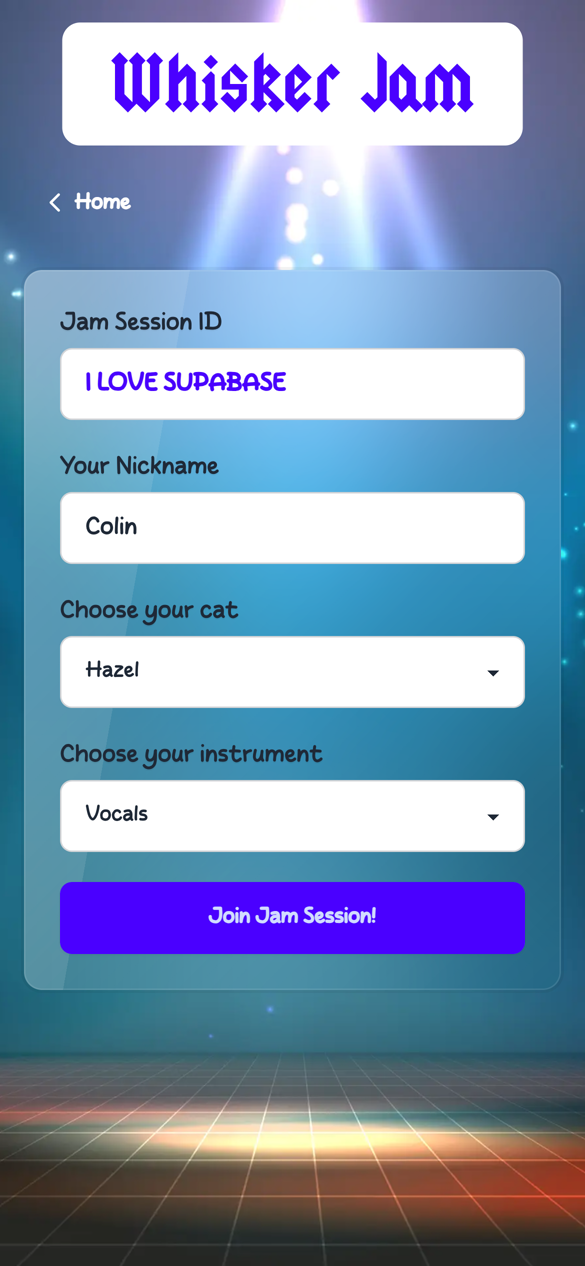 Whisker Jam
Home
Jam Session ID
I LOVE SUPABASE
Your Nickname
Colin
Choose your cat
Hazel
Choose your instrument
Vocals
Join Jam Session!